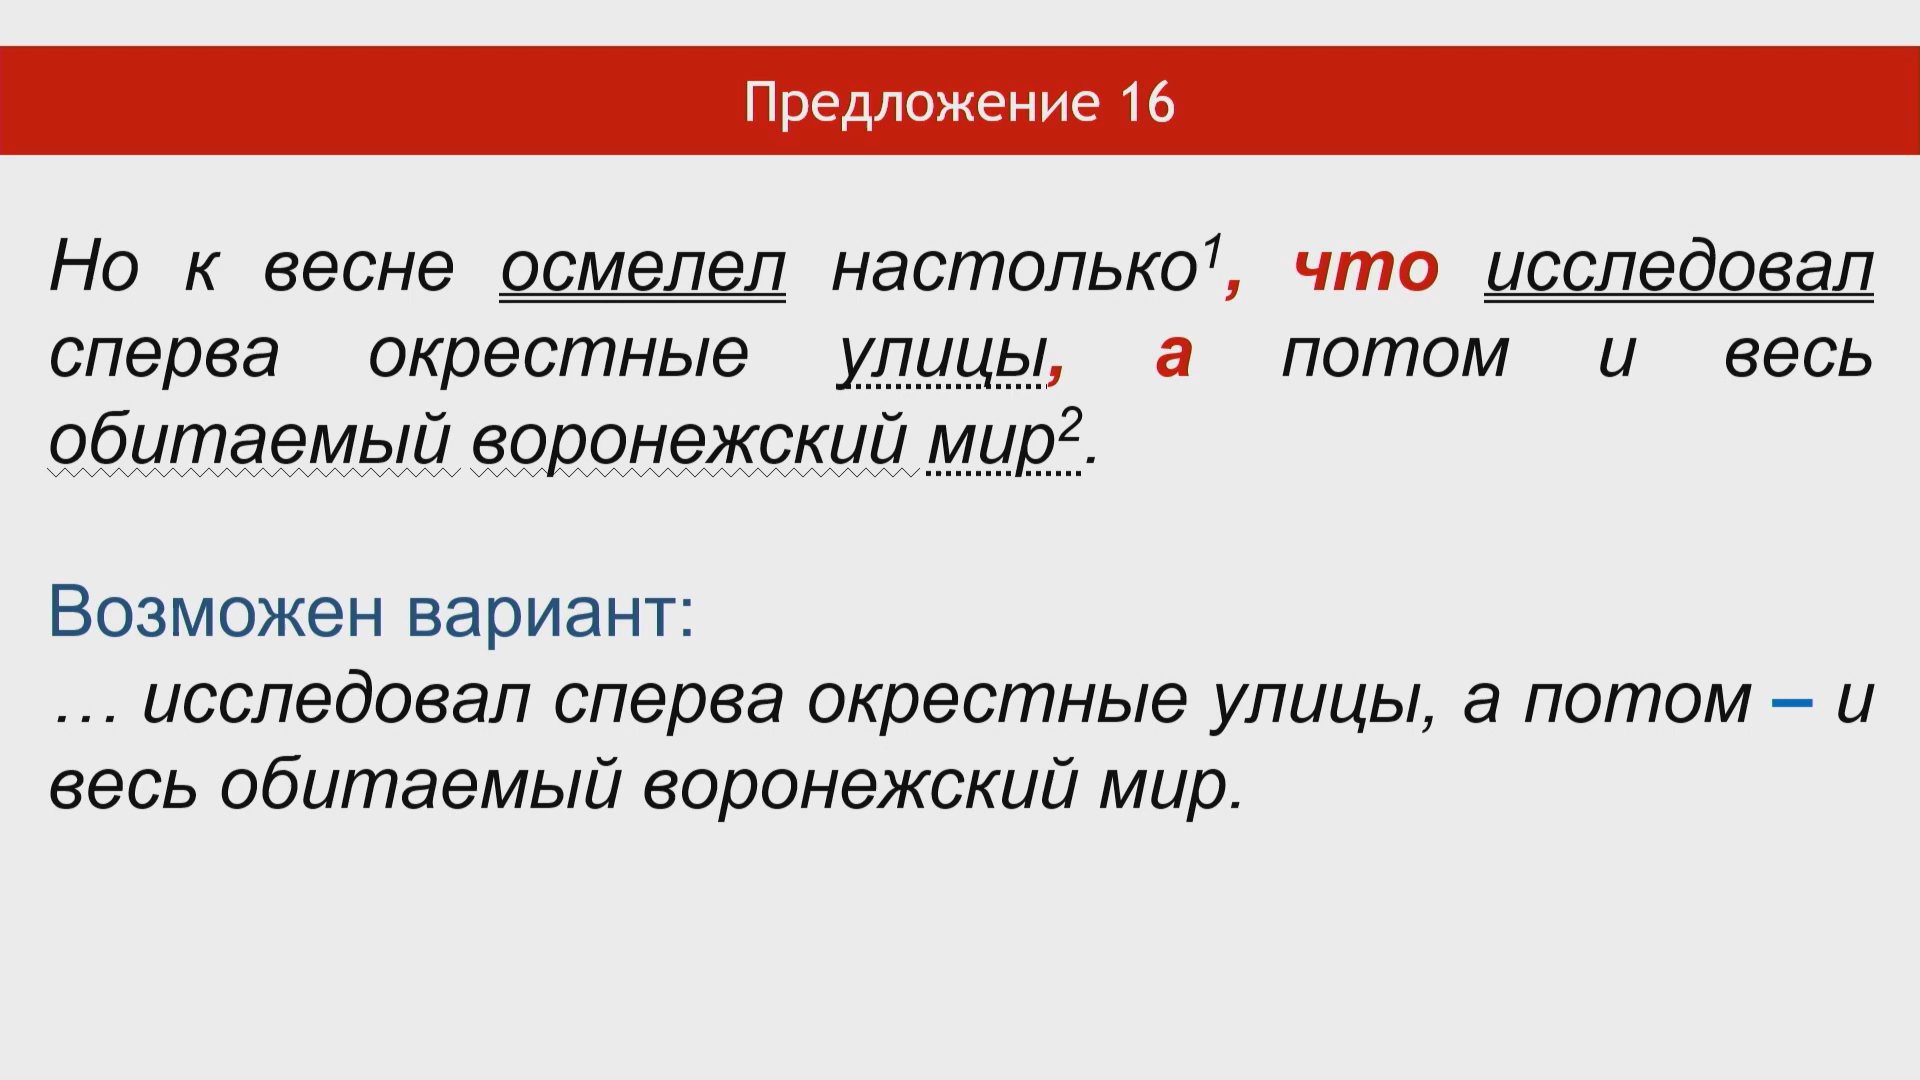 Предложение 16
Но к весне осмелел настолько¹, что исследовал
сперва окрестные улицы, а потом и весь
обитаемый воронежский мир².
Возможен вариант:
… исследовал сперва окрестные улицы, а потом – и
весь обитаемый воронежский мир.